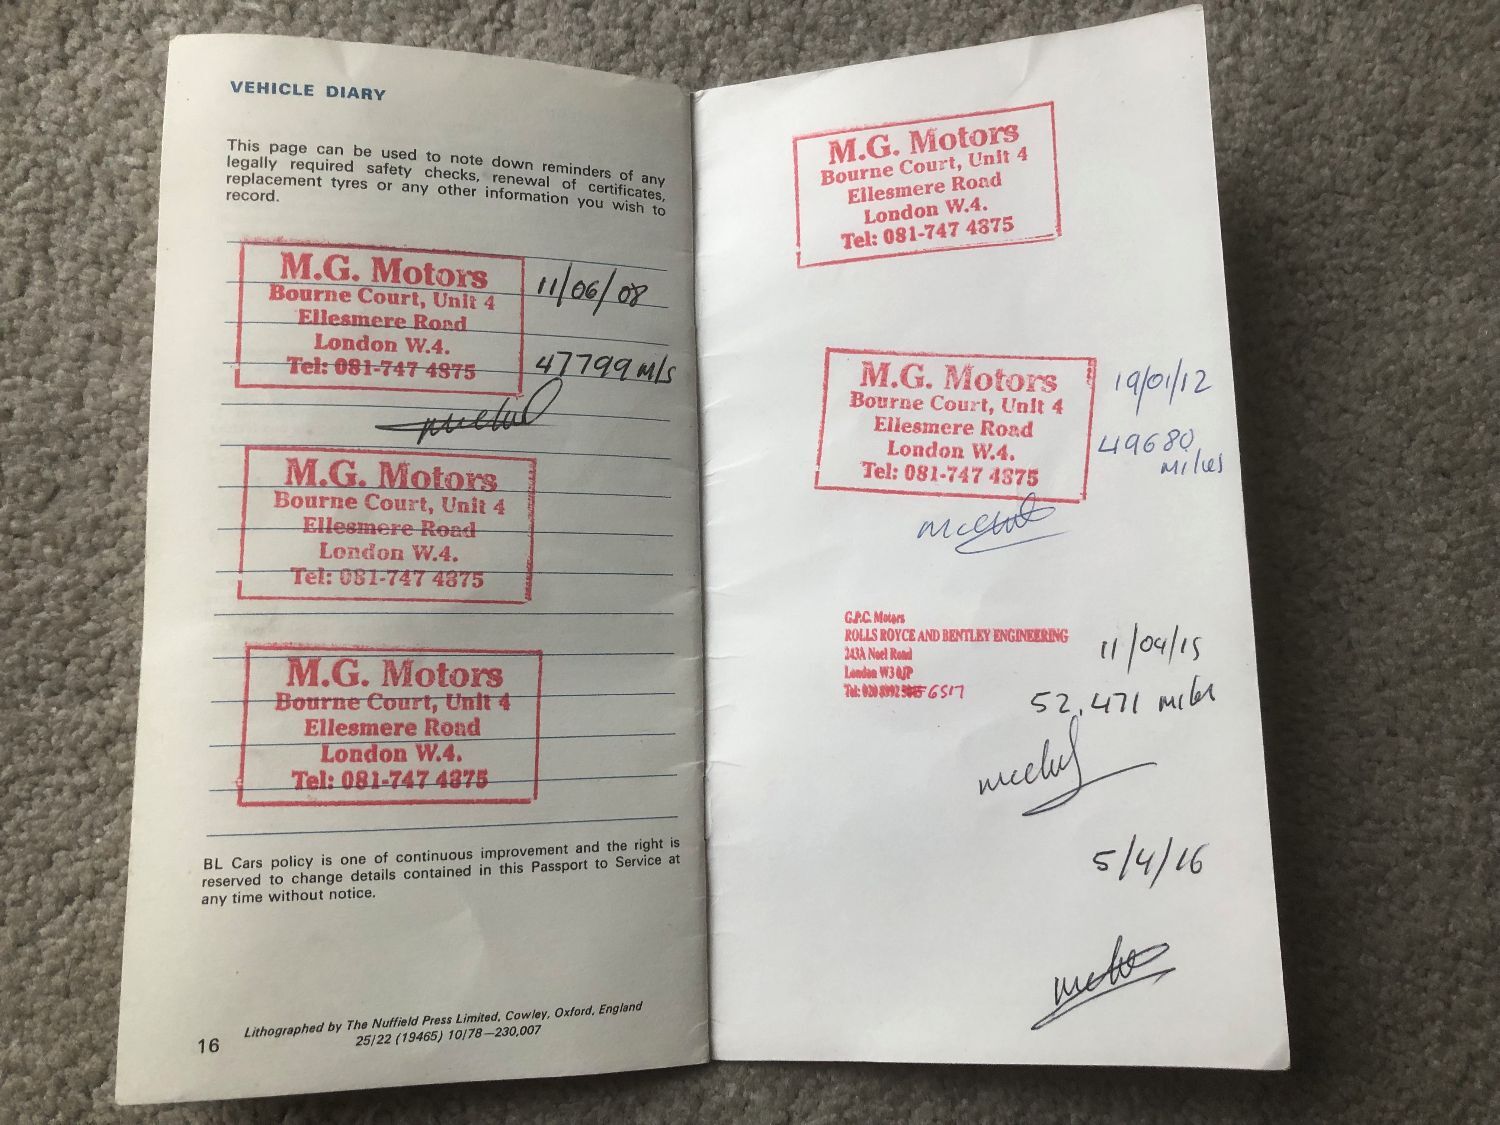 VEHICLE DIARY
This page can be used to note down reminders of any
legally required safety checks, renewal of certificates,
replacement tyres or any other information you wish to
record.
M.G. Motors
Bourne Court, Unit 4
Ellesmere Road
London W.4.
Tel: 081-747 4875
11/06/08
47799 m/s
M.G. Motors
Bourne Court, Unit 4
Ellesmere Road
London W.4.
Tel: 081-747 4875
M.G. Motors
Bourne Court, Unit 4
Ellesmere Road
London W.4.
Tel: 081-747 4875
BL Cars policy is one of continuous improvement and the right is
reserved to change details contained in this Passport to Service at
any time without notice.
Lithographed by The Nuffield Press Limited, Cowley, Oxford, England
25/22 (19465) 10/78—230,007
16
M.G. Motors
Bourne Court, Unit 4
Ellesmere Road
London W.4.
Tel: 081-747 4875
M.G. Motors
Bourne Court, Unit 4
Ellesmere Road
London W.4.
Tel: 081-747 4875
19/01/12
49680
miles
G.P.C. Motors
ROLLS ROYCE AND BENTLEY ENGINEERING
243A Noel Road
London W3 0JP
Tel: 020 8992 6517
11/04/15
52,471 miles
5/4/16